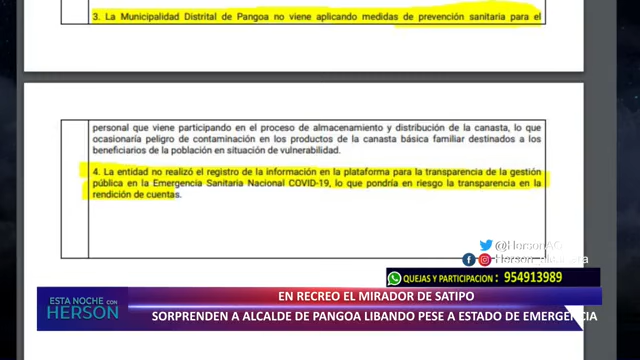 3. La Municipalidad Distrital de Pangoa no viene aplicando medidas de prevención sanitaria para el
personal que viene participando en el proceso de almacenamiento y distribución de la canasta, lo que
ocasionaría peligro de contaminación en los productos de la canasta básica familiar destinados a los
beneficiarios de la población en situación de vulnerabilidad.
4. La entidad no realizó el registro de la información en la plataforma para la transparencia de la gestión
pública en la Emergencia Sanitaria Nacional COVID-19, lo que pondría en riesgo la transparencia en la
rendición de cuentas.
QUEJAS Y PARTICIPACION : 954913989
ESTA NOCHE CON
HERSON
EN RECREO EL MIRADOR DE SATIPO
SORPRENDEN A ALCALDE DE PANGOA LIBANDO PESE A ESTADO DE EMERGENCIA